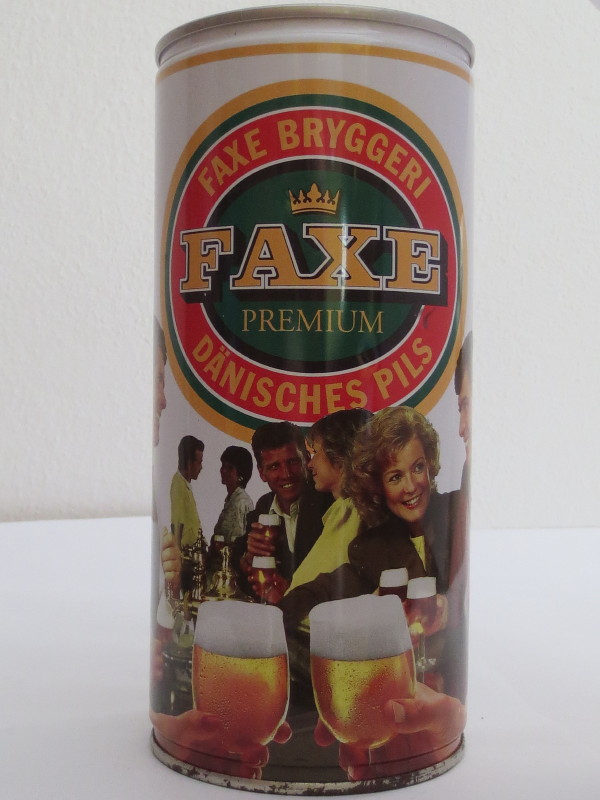 FAXE BRYGGERI
FAXE
PREMIUM
DÄNISCHES PILS